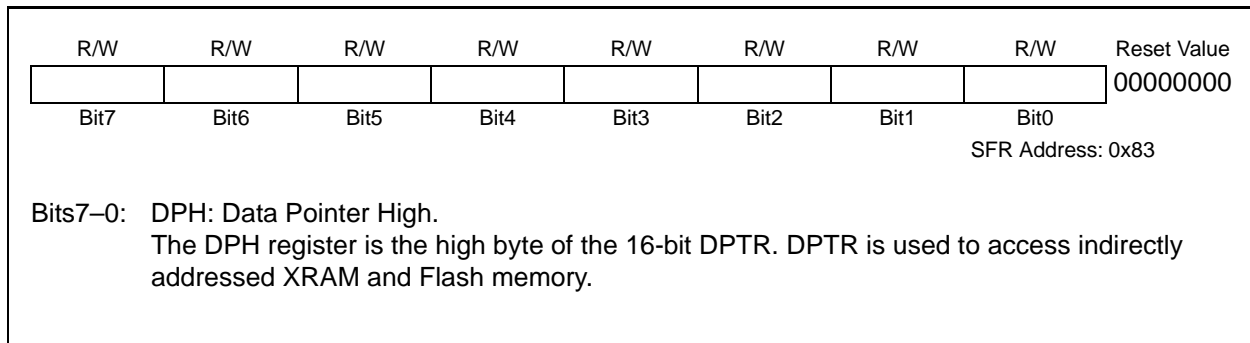 R/W R/W R/W R/W R/W R/W R/W R/W Reset Value
00000000
Bit7 Bit6 Bit5 Bit4 Bit3 Bit2 Bit1 Bit0
SFR Address: 0x83
Bits7–0: DPH: Data Pointer High.
The DPH register is the high byte of the 16-bit DPTR. DPTR is used to access indirectly
addressed XRAM and Flash memory.